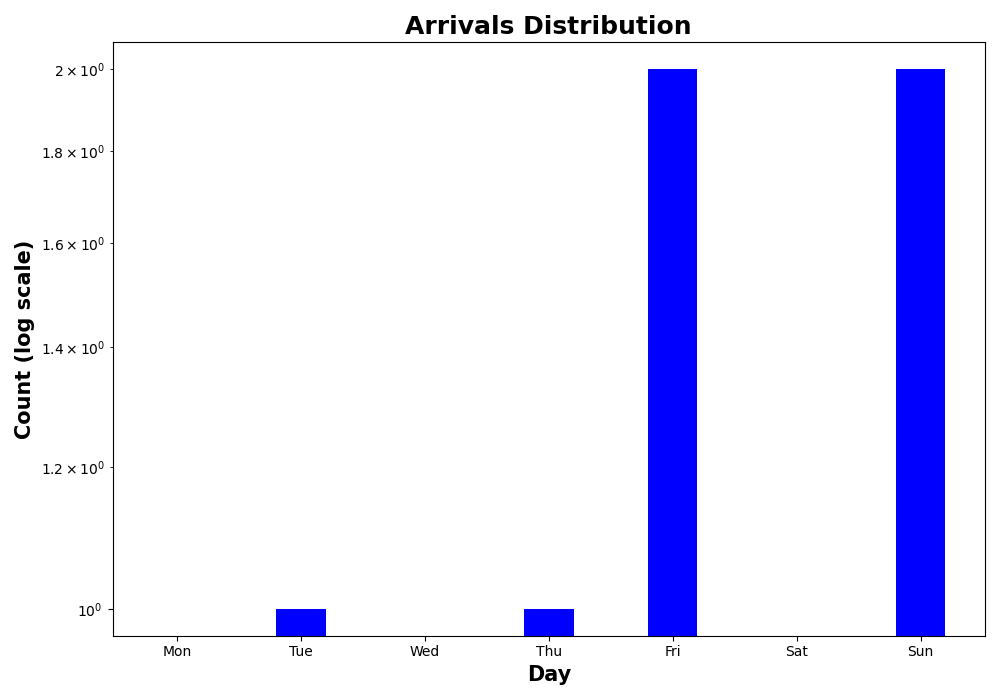 Arrivals Distribution
Count (log scale)
2 × 10⁰
1.8 × 10⁰
1.6 × 10⁰
1.4 × 10⁰
1.2 × 10⁰
10⁰
Mon Tue Wed Thu Fri Sat Sun
Day